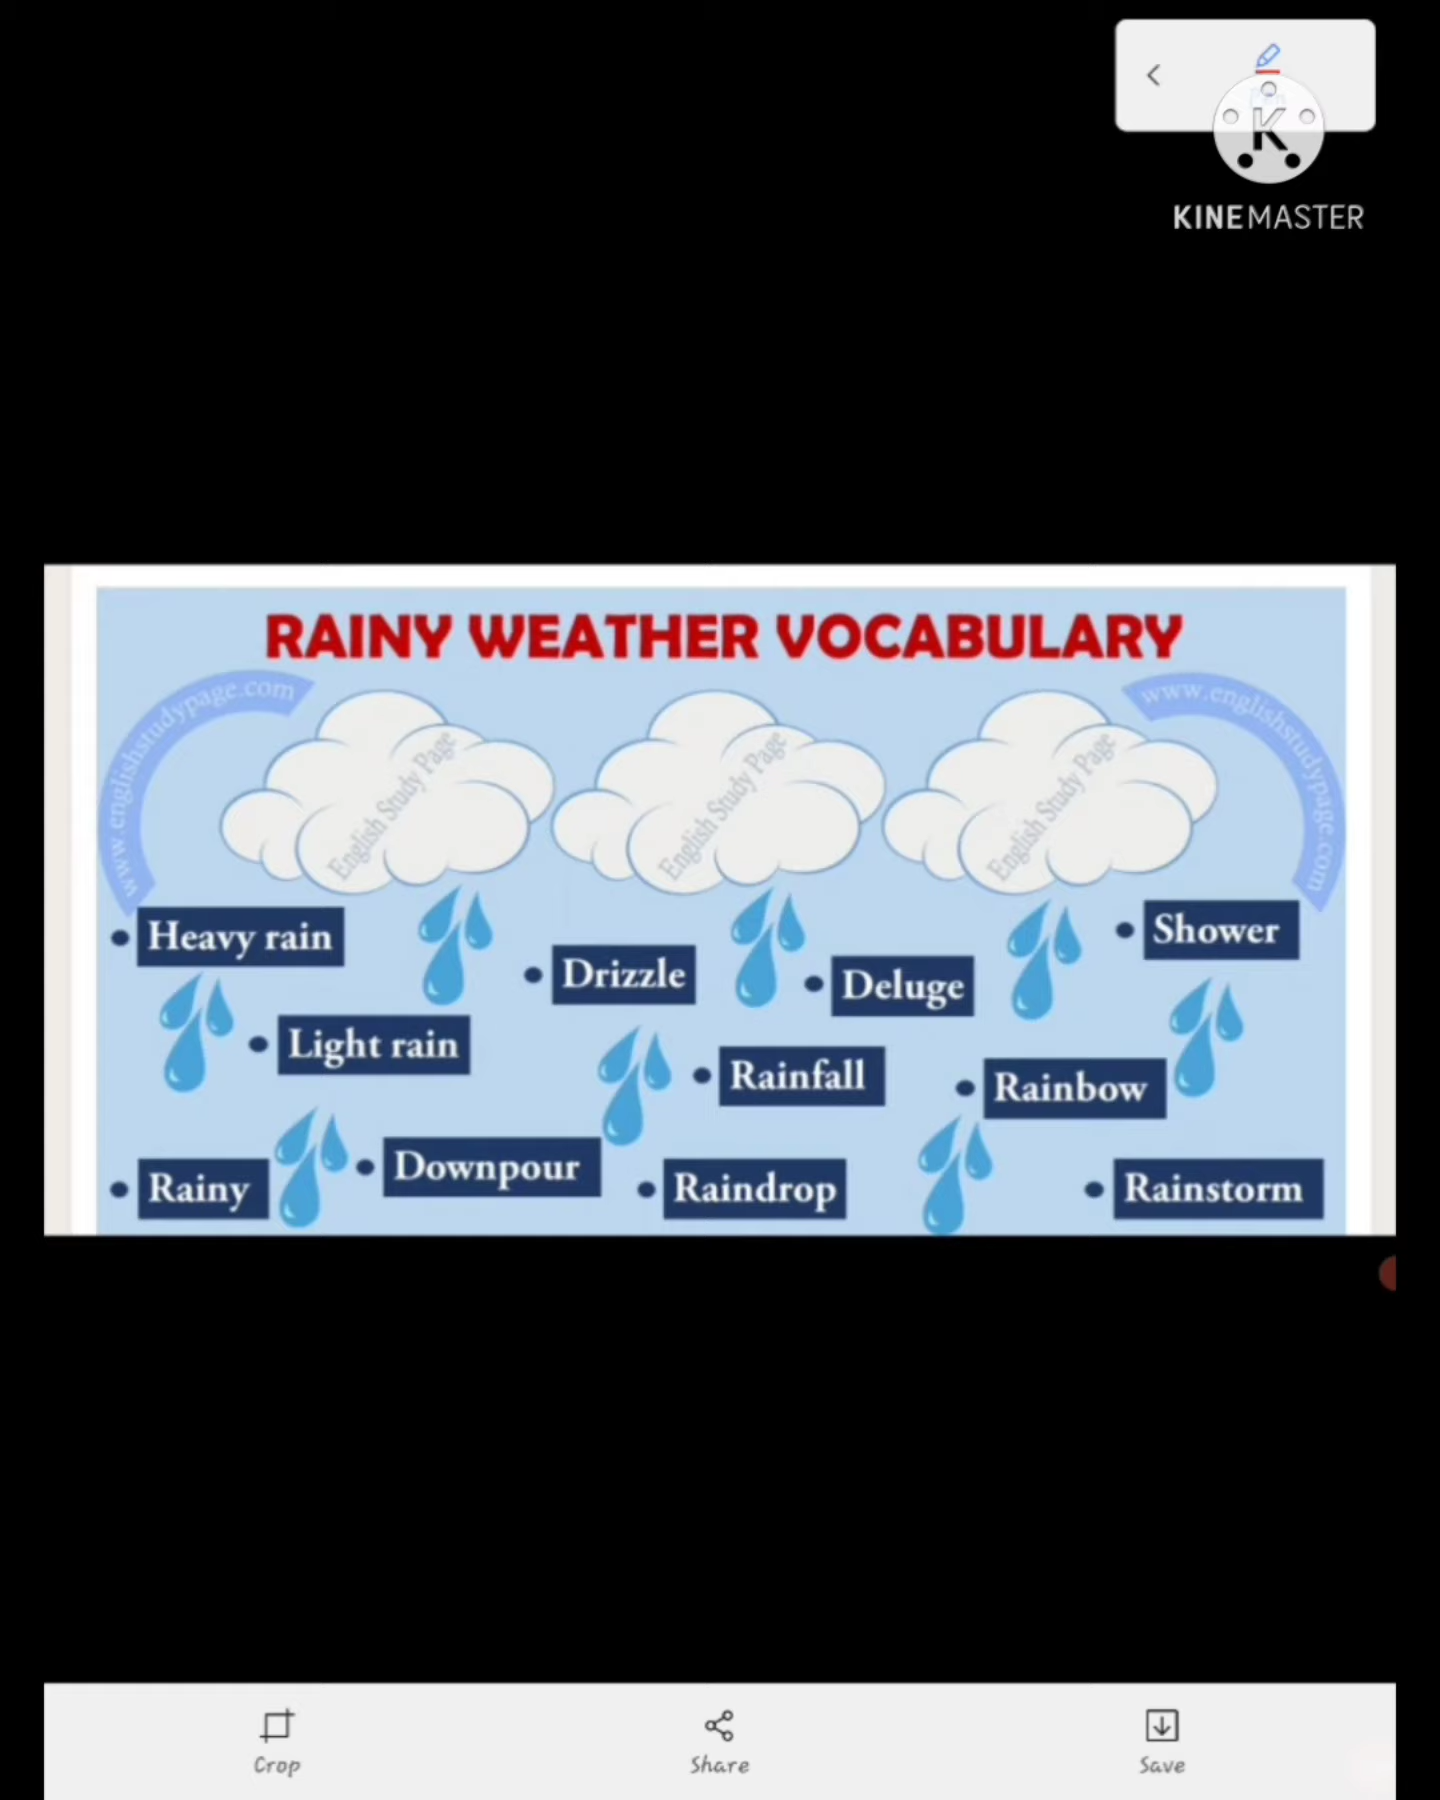 Pen
KINEMASTER
RAINY WEATHER VOCABULARY
www.englishstudypage.com
www.englishstudypage.com
English Study Page
English Study Page
English Study Page
• Heavy rain
• Drizzle
• Deluge
• Shower
• Light rain
• Rainfall
• Rainbow
• Rainy
• Downpour
• Raindrop
• Rainstorm
Crop
Share
Save